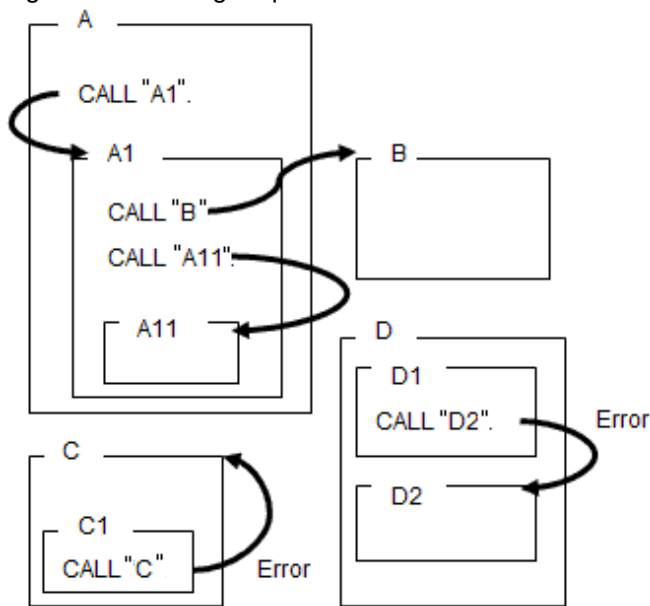 A
CALL "A1".
A1
B
CALL "B"
CALL "A11".
A11
D
D1
CALL "D2".
Error
C
D2
C1
CALL "C".
Error